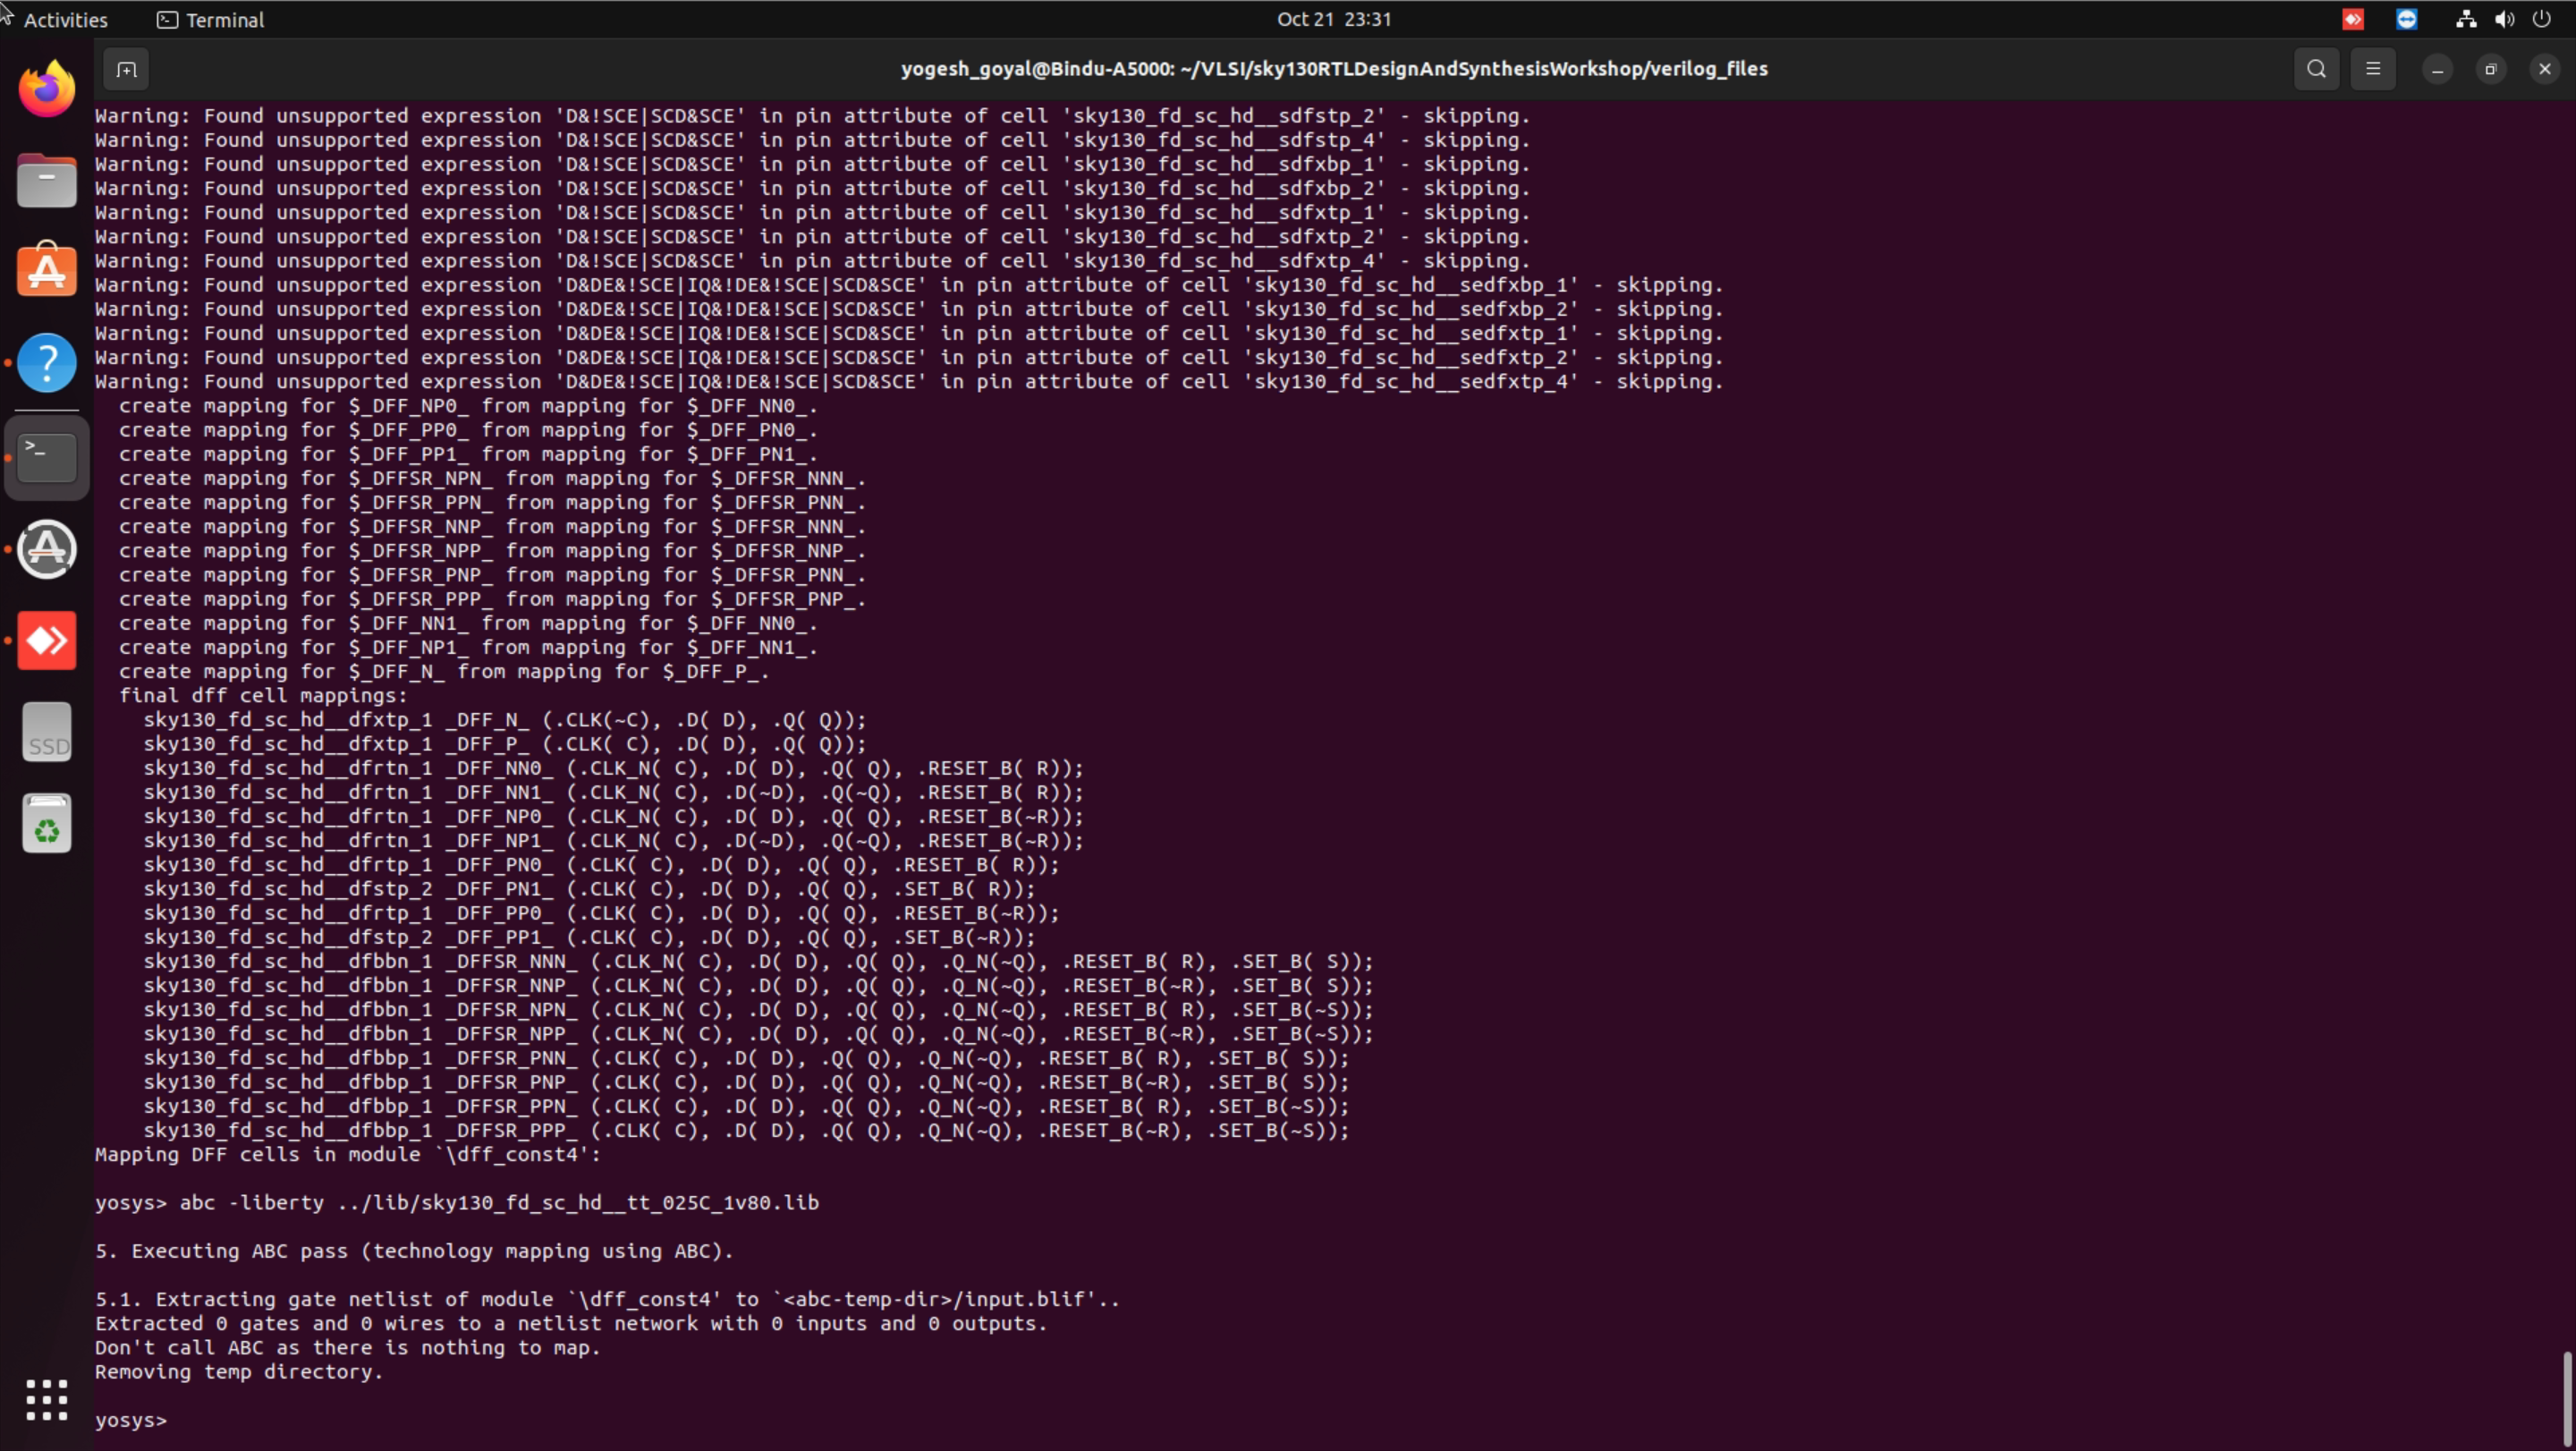 Activities
Terminal
Oct 21 23:31
yogesh_goyal@Bindu-A5000: ~/VLSI/sky130RTLDesignAndSynthesisWorkshop/verilog_files
Warning: Found unsupported expression 'D&!SCE|SCD&SCE' in pin attribute of cell 'sky130_fd_sc_hd__sdfstp_2' - skipping.
Warning: Found unsupported expression 'D&!SCE|SCD&SCE' in pin attribute of cell 'sky130_fd_sc_hd__sdfstp_4' - skipping.
Warning: Found unsupported expression 'D&!SCE|SCD&SCE' in pin attribute of cell 'sky130_fd_sc_hd__sdfxbp_1' - skipping.
Warning: Found unsupported expression 'D&!SCE|SCD&SCE' in pin attribute of cell 'sky130_fd_sc_hd__sdfxbp_2' - skipping.
Warning: Found unsupported expression 'D&!SCE|SCD&SCE' in pin attribute of cell 'sky130_fd_sc_hd__sdfxtp_1' - skipping.
Warning: Found unsupported expression 'D&!SCE|SCD&SCE' in pin attribute of cell 'sky130_fd_sc_hd__sdfxtp_2' - skipping.
Warning: Found unsupported expression 'D&!SCE|SCD&SCE' in pin attribute of cell 'sky130_fd_sc_hd__sdfxtp_4' - skipping.
Warning: Found unsupported expression 'D&DE&!SCE|IQ&!DE&!SCE|SCD&SCE' in pin attribute of cell 'sky130_fd_sc_hd__sedfxbp_1' - skipping.
Warning: Found unsupported expression 'D&DE&!SCE|IQ&!DE&!SCE|SCD&SCE' in pin attribute of cell 'sky130_fd_sc_hd__sedfxbp_2' - skipping.
Warning: Found unsupported expression 'D&DE&!SCE|IQ&!DE&!SCE|SCD&SCE' in pin attribute of cell 'sky130_fd_sc_hd__sedfxtp_1' - skipping.
Warning: Found unsupported expression 'D&DE&!SCE|IQ&!DE&!SCE|SCD&SCE' in pin attribute of cell 'sky130_fd_sc_hd__sedfxtp_2' - skipping.
Warning: Found unsupported expression 'D&DE&!SCE|IQ&!DE&!SCE|SCD&SCE' in pin attribute of cell 'sky130_fd_sc_hd__sedfxtp_4' - skipping.
create mapping for $_DFF_NP0_ from mapping for $_DFF_NN0_.
create mapping for $_DFF_PP0_ from mapping for $_DFF_PN0_.
create mapping for $_DFF_PP1_ from mapping for $_DFF_PN1_.
create mapping for $_DFFSR_NPN_ from mapping for $_DFFSR_NNN_.
create mapping for $_DFFSR_PPN_ from mapping for $_DFFSR_PNN_.
create mapping for $_DFFSR_NNP_ from mapping for $_DFFSR_NNN_.
create mapping for $_DFFSR_NPP_ from mapping for $_DFFSR_NNP_.
create mapping for $_DFFSR_PNP_ from mapping for $_DFFSR_PNN_.
create mapping for $_DFFSR_PPP_ from mapping for $_DFFSR_PNP_.
create mapping for $_DFF_NN1_ from mapping for $_DFF_NN0_.
create mapping for $_DFF_NP1_ from mapping for $_DFF_NN1_.
create mapping for $_DFF_N_ from mapping for $_DFF_P_.
final dff cell mappings:
sky130_fd_sc_hd__dfxtp_1 _DFF_N_ (.CLK(~C), .D( D), .Q( Q));
sky130_fd_sc_hd__dfxtp_1 _DFF_P_ (.CLK( C), .D( D), .Q( Q));
sky130_fd_sc_hd__dfrtn_1 _DFF_NN0_ (.CLK_N( C), .D( D), .Q( Q), .RESET_B( R));
sky130_fd_sc_hd__dfrtn_1 _DFF_NN1_ (.CLK_N( C), .D(~D), .Q(~Q), .RESET_B( R));
sky130_fd_sc_hd__dfrtn_1 _DFF_NP0_ (.CLK_N( C), .D( D), .Q( Q), .RESET_B(~R));
sky130_fd_sc_hd__dfrtn_1 _DFF_NP1_ (.CLK_N( C), .D(~D), .Q(~Q), .RESET_B(~R));
sky130_fd_sc_hd__dfrtp_1 _DFF_PN0_ (.CLK( C), .D( D), .Q( Q), .RESET_B( R));
sky130_fd_sc_hd__dfstp_2 _DFF_PN1_ (.CLK( C), .D( D), .Q( Q), .SET_B( R));
sky130_fd_sc_hd__dfrtp_1 _DFF_PP0_ (.CLK( C), .D( D), .Q( Q), .RESET_B(~R));
sky130_fd_sc_hd__dfstp_2 _DFF_PP1_ (.CLK( C), .D( D), .Q( Q), .SET_B(~R));
sky130_fd_sc_hd__dfbbn_1 _DFFSR_NNN_ (.CLK_N( C), .D( D), .Q( Q), .Q_N(~Q), .RESET_B( R), .SET_B( S));
sky130_fd_sc_hd__dfbbn_1 _DFFSR_NNP_ (.CLK_N( C), .D( D), .Q( Q), .Q_N(~Q), .RESET_B(~R), .SET_B( S));
sky130_fd_sc_hd__dfbbn_1 _DFFSR_NPN_ (.CLK_N( C), .D( D), .Q( Q), .Q_N(~Q), .RESET_B( R), .SET_B(~S));
sky130_fd_sc_hd__dfbbn_1 _DFFSR_NPP_ (.CLK_N( C), .D( D), .Q( Q), .Q_N(~Q), .RESET_B(~R), .SET_B(~S));
sky130_fd_sc_hd__dfbbp_1 _DFFSR_PNN_ (.CLK( C), .D( D), .Q( Q), .Q_N(~Q), .RESET_B( R), .SET_B( S));
sky130_fd_sc_hd__dfbbp_1 _DFFSR_PNP_ (.CLK( C), .D( D), .Q( Q), .Q_N(~Q), .RESET_B(~R), .SET_B( S));
sky130_fd_sc_hd__dfbbp_1 _DFFSR_PPN_ (.CLK( C), .D( D), .Q( Q), .Q_N(~Q), .RESET_B( R), .SET_B(~S));
sky130_fd_sc_hd__dfbbp_1 _DFFSR_PPP_ (.CLK( C), .D( D), .Q( Q), .Q_N(~Q), .RESET_B(~R), .SET_B(~S));
Mapping DFF cells in module `\dff_const4':
yosys> abc -liberty ../lib/sky130_fd_sc_hd__tt_025C_1v80.lib
5. Executing ABC pass (technology mapping using ABC).
5.1. Extracting gate netlist of module `\dff_const4' to `<abc-temp-dir>/input.blif'..
Extracted 0 gates and 0 wires to a netlist network with 0 inputs and 0 outputs.
Don't call ABC as there is nothing to map.
Removing temp directory.
yosys>
SSD